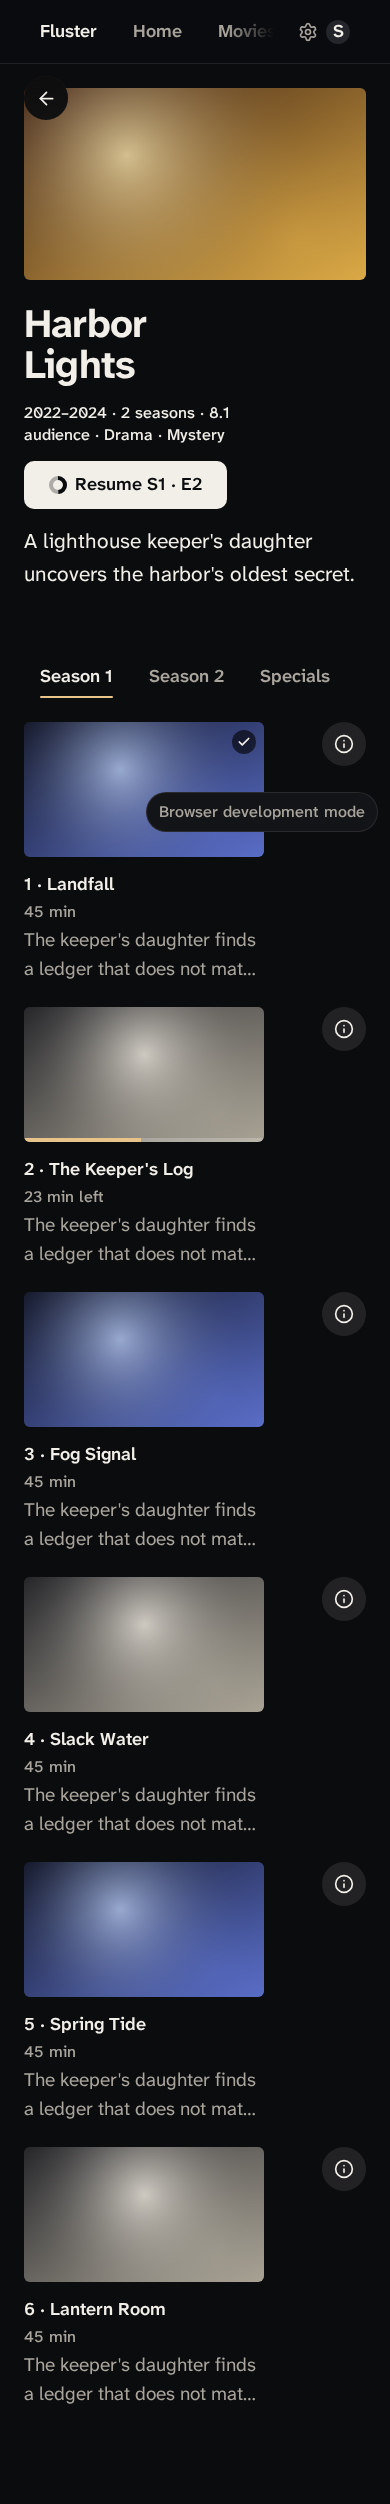 Fluster Home Movies S
Harbor
Lights
2022–2024 · 2 seasons · 8.1
audience · Drama · Mystery
Resume S1 · E2
A lighthouse keeper's daughter
uncovers the harbor's oldest secret.
Season 1 Season 2 Specials
Browser development mode
1 · Landfall
45 min
The keeper's daughter finds
a ledger that does not mat...
2 · The Keeper's Log
23 min left
The keeper's daughter finds
a ledger that does not mat...
3 · Fog Signal
45 min
The keeper's daughter finds
a ledger that does not mat...
4 · Slack Water
45 min
The keeper's daughter finds
a ledger that does not mat...
5 · Spring Tide
45 min
The keeper's daughter finds
a ledger that does not mat...
6 · Lantern Room
45 min
The keeper's daughter finds
a ledger that does not mat...